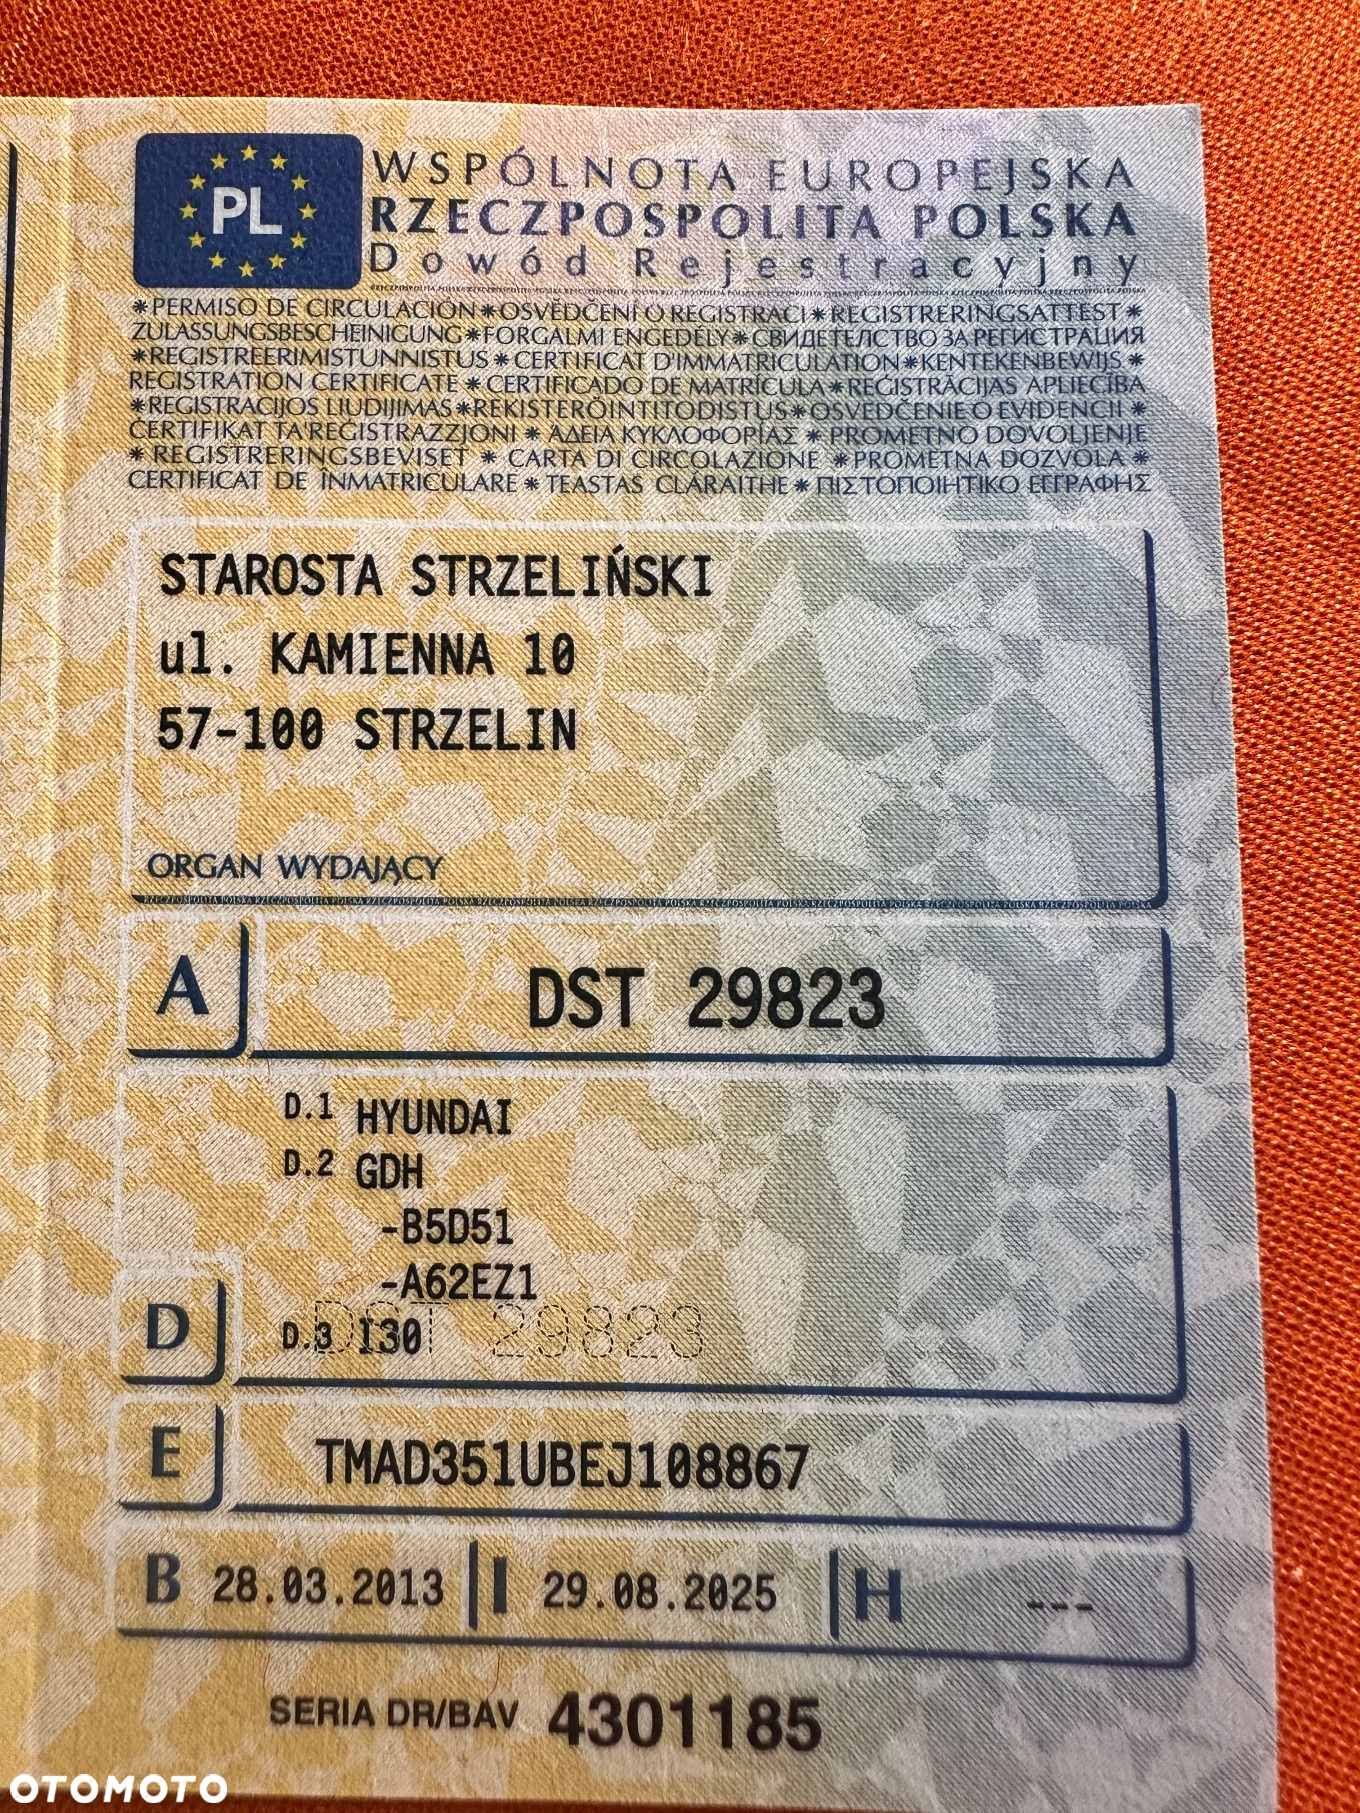 PL
WSPÓLNOTA EUROPEJSKA
RZECZPOSPOLITA POLSKA
Dowód Rejestracyjny
*PERMISO DE CIRCULACIÓN*OSVĚDČENÍ O REGISTRACI*REGISTRERINGSATTEST*
ZULASSUNGSBESCHEINIGUNG*FORGALMI ENGEDÉLY*СВИДЕТЕЛСТВО ЗА РЕГИСТРАЦИЯ
*REGISTREERIMISTUNNISTUS*CERTIFICAT D'IMMATRICULATION*KENTEKENBEWIJS*
REGISTRATION CERTIFICATE*CERTIFICADO DE MATRÍCULA*REĢISTRĀCIJAS APLIECĪBA
*REGISTRACIJOS LIUDIJIMAS*REKISTERÖINTITODISTUS*OSVEDČENIE O EVIDENCII*
ĊERTIFIKAT TA'REĠISTRAZZJONI*ΑΔΕΙΑ ΚΥΚΛΟΦΟΡΊΑΣ*PROMETNO DOVOLJENJE
*REGISTRERINGSBEVISET*CARTA DI CIRCOLAZIONE*PROMETNA DOZVOLA*
CERTIFICAT DE ÎNMATRICULARE*TEASTAS CLÁRAITHE*ΠΙΣΤΟΠΟΙΗΤΙΚΟ ΕΓΓΡΑΦΗΣ
STAROSTA STRZELIŃSKI
ul. KAMIENNA 10
57-100 STRZELIN
ORGAN WYDAJĄCY
A DST 29823
D.1 HYUNDAI
D.2 GDH
-B5D51
-A62EZ1
D D.3 I30
DST 29823
E TMAD351UBEJ108867
B 28.03.2013 I 29.08.2025 H ---
SERIA DR/BAV 4301185
OTOMOTO